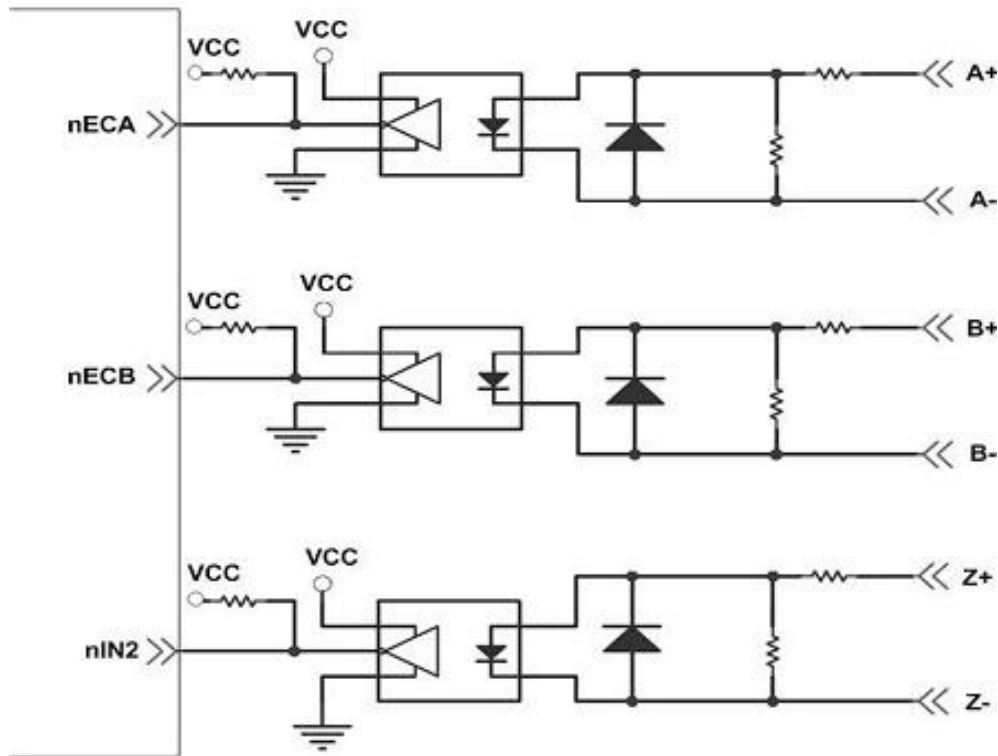 VCC
VCC
A+
nECA
A-
VCC
VCC
B+
nECB
B-
VCC
VCC
Z+
nIN2
Z-